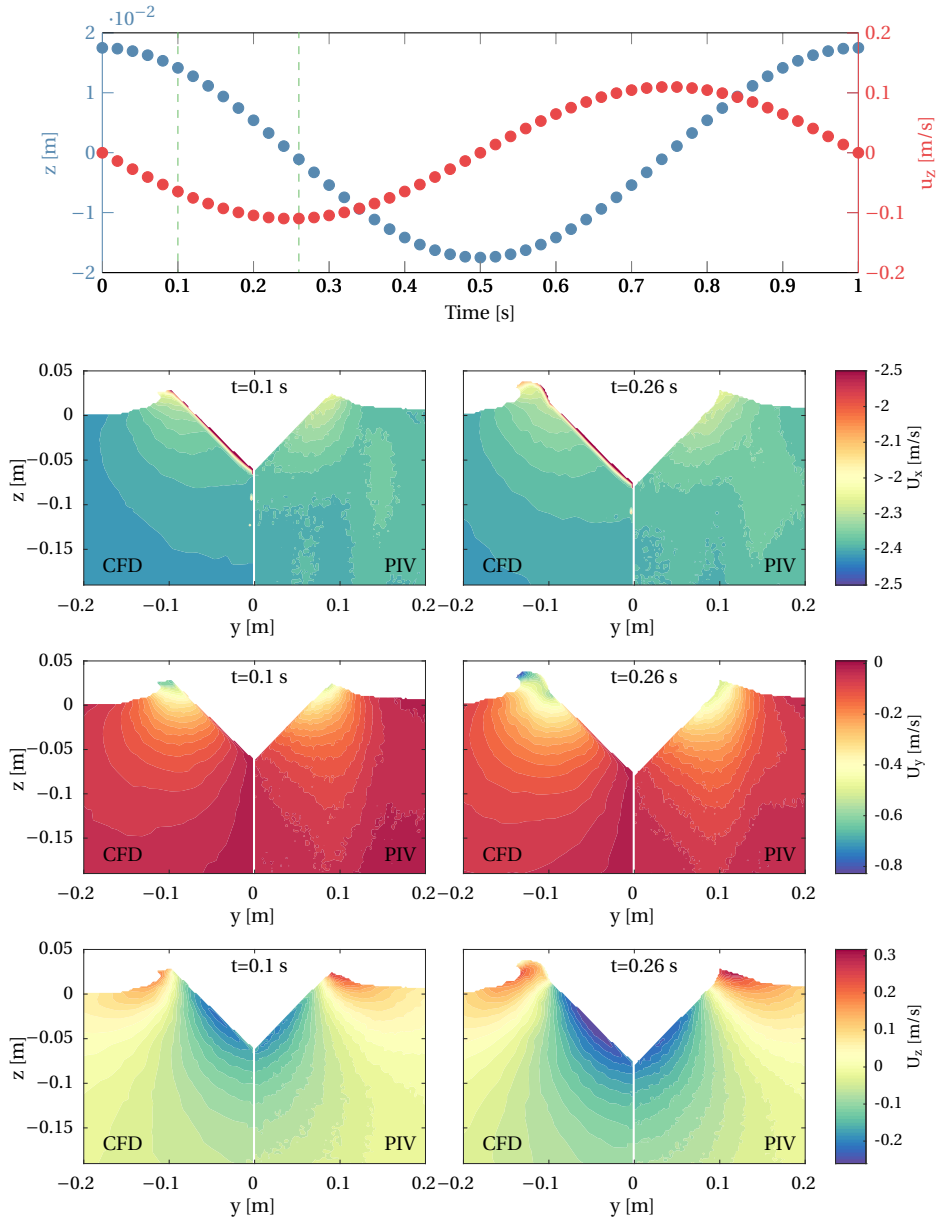 ·10⁻²
2 0.2
1 0.1
z [m] 0 0 u_z [m/s]
−1 −0.1
−2 −0.2
0 0.1 0.2 0.3 0.4 0.5 0.6 0.7 0.8 0.9 1
Time [s]
0.05 t=0.1 s t=0.26 s -2.5
0 -2
−0.05 -2.1
z [m] >-2 U_x [m/s]
−0.1 -2.3
−0.15 -2.4
CFD PIV CFD PIV -2.5
−0.2 −0.1 0 0.1 0.2 −0.2 −0.1 0 0.1 0.2
y [m] y [m]
0.05 t=0.1 s t=0.26 s 0
0 -0.2
z [m] −0.05 -0.4 U_y [m/s]
−0.1 -0.6
−0.15 -0.8
CFD PIV CFD PIV
−0.2 −0.1 0 0.1 0.2 −0.2 −0.1 0 0.1 0.2
y [m] y [m]
0.05 t=0.1 s t=0.26 s 0.3
0 0.2
z [m] −0.05 0.1 U_z [m/s]
−0.1 0
−0.15 -0.1
CFD PIV CFD PIV -0.2
−0.2 −0.1 0 0.1 0.2 −0.2 −0.1 0 0.1 0.2
y [m] y [m]